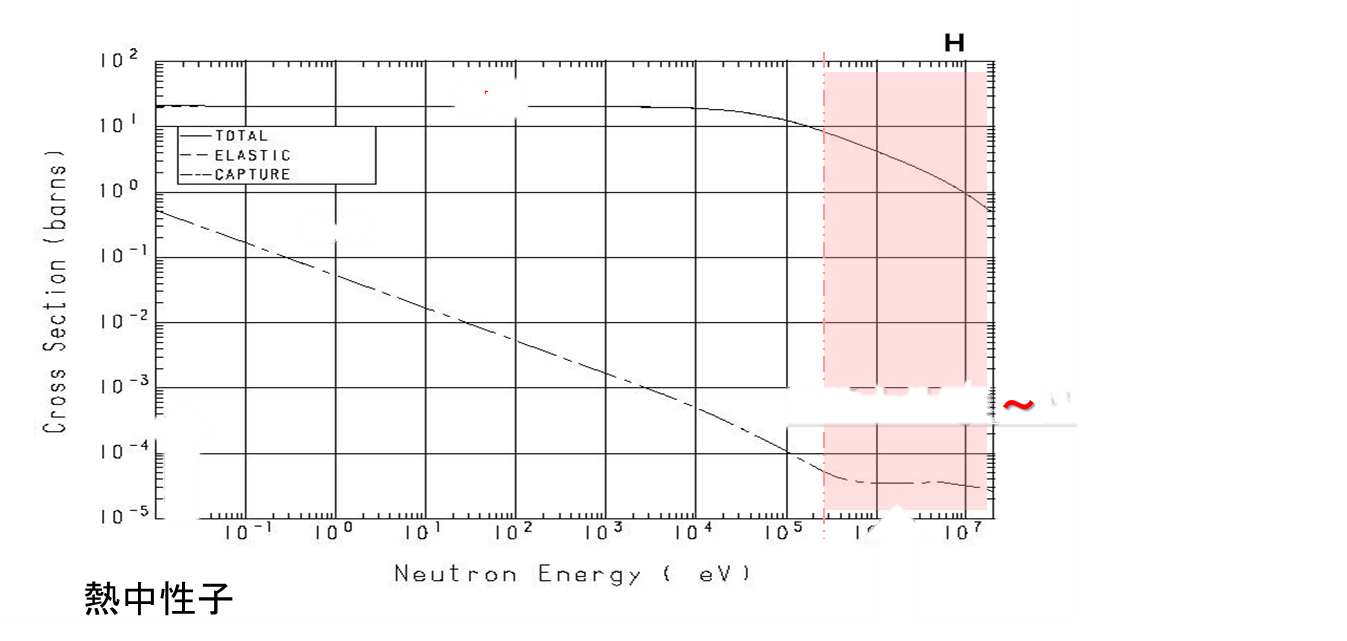 H
10²
10¹
10⁰
10⁻¹
10⁻²
10⁻³
10⁻⁴
10⁻⁵
Cross Section (barns)
TOTAL
ELASTIC
CAPTURE
~
10⁻¹ 10⁰ 10¹ 10² 10³ 10⁴ 10⁵ 10⁷
Neutron Energy ( eV)
熱中性子